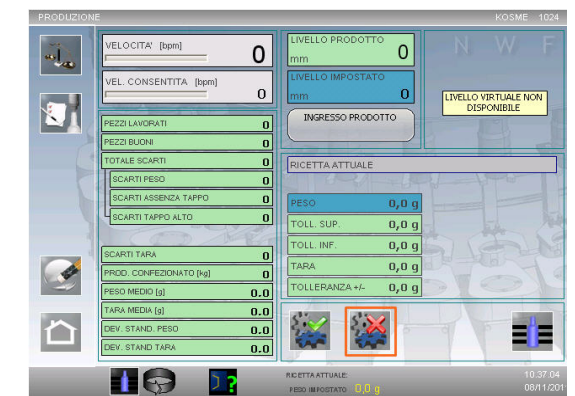 PRODUZIONE
KOSME 1024
VELOCITA' [bpm]
0
VEL. CONSENTITA [bpm]
0
PEZZI LAVORATI 0
PEZZI BUONI 0
TOTALE SCARTI 0
SCARTI PESO 0
SCARTI ASSENZA TAPPO 0
SCARTI TAPPO ALTO 0
SCARTI TARA 0
PROD. CONFEZIONATO [kg] 0
PESO MEDIO [g] 0.0
TARA MEDIA [g] 0.0
DEV. STAND. PESO 0.0
DEV. STAND TARA 0.0
LIVELLO PRODOTTO
mm 0
LIVELLO IMPOSTATO
mm 0
INGRESSO PRODOTTO
N W F
LIVELLO VIRTUALE NON
DISPONIBILE
RICETTA ATTUALE
PESO 0,0 g
TOLL. SUP. 0,0 g
TOLL. INF. 0,0 g
TARA 0,0 g
TOLLERANZA +/- 0,0 g
?
RICETTA ATTUALE:
PESO IMPOSTATO 0,0 g
10.37.04
08/11/201